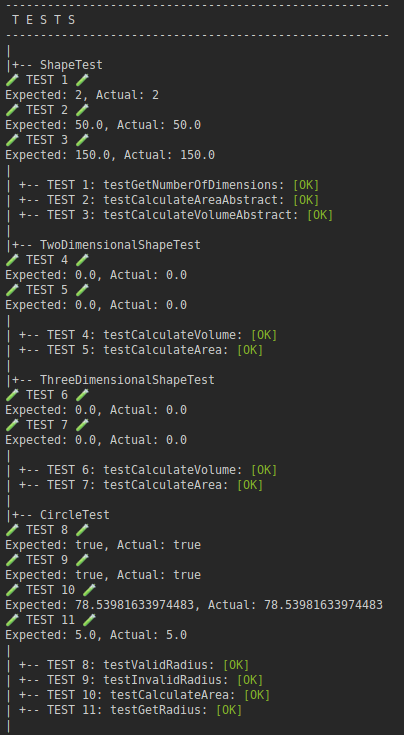 -------------------------------------------------------
 T E S T S
-------------------------------------------------------
|
|+-- ShapeTest
🧪 TEST 1 🧪
Expected: 2, Actual: 2
🧪 TEST 2 🧪
Expected: 50.0, Actual: 50.0
🧪 TEST 3 🧪
Expected: 150.0, Actual: 150.0
|
| +-- TEST 1: testGetNumberOfDimensions: [OK]
| +-- TEST 2: testCalculateAreaAbstract: [OK]
| +-- TEST 3: testCalculateVolumeAbstract: [OK]
|
|+-- TwoDimensionalShapeTest
🧪 TEST 4 🧪
Expected: 0.0, Actual: 0.0
🧪 TEST 5 🧪
Expected: 0.0, Actual: 0.0
|
| +-- TEST 4: testCalculateVolume: [OK]
| +-- TEST 5: testCalculateArea: [OK]
|
|+-- ThreeDimensionalShapeTest
🧪 TEST 6 🧪
Expected: 0.0, Actual: 0.0
🧪 TEST 7 🧪
Expected: 0.0, Actual: 0.0
|
| +-- TEST 6: testCalculateVolume: [OK]
| +-- TEST 7: testCalculateArea: [OK]
|
|+-- CircleTest
🧪 TEST 8 🧪
Expected: true, Actual: true
🧪 TEST 9 🧪
Expected: true, Actual: true
🧪 TEST 10 🧪
Expected: 78.53981633974483, Actual: 78.53981633974483
🧪 TEST 11 🧪
Expected: 5.0, Actual: 5.0
|
| +-- TEST 8: testValidRadius: [OK]
| +-- TEST 9: testInvalidRadius: [OK]
| +-- TEST 10: testCalculateArea: [OK]
| +-- TEST 11: testGetRadius: [OK]
|